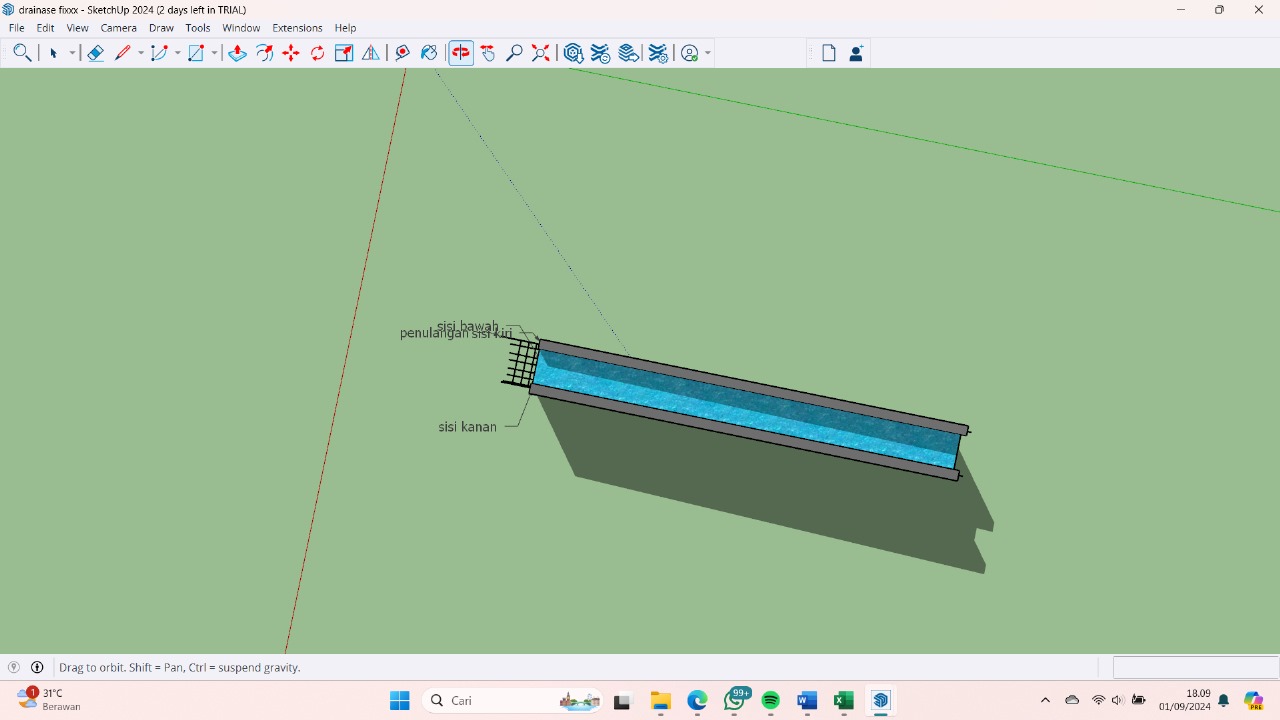 drainase fixxx - SketchUp 2024 (2 days left in TRIAL)
File Edit View Camera Draw Tools Window Extensions Help
sisi bawah
penulangan sisi kiri
sisi kanan
Drag to orbit. Shift = Pan, Ctrl = suspend gravity.
1
31°C
Berawan
Cari
99+
PRE
18.09
01/09/2024